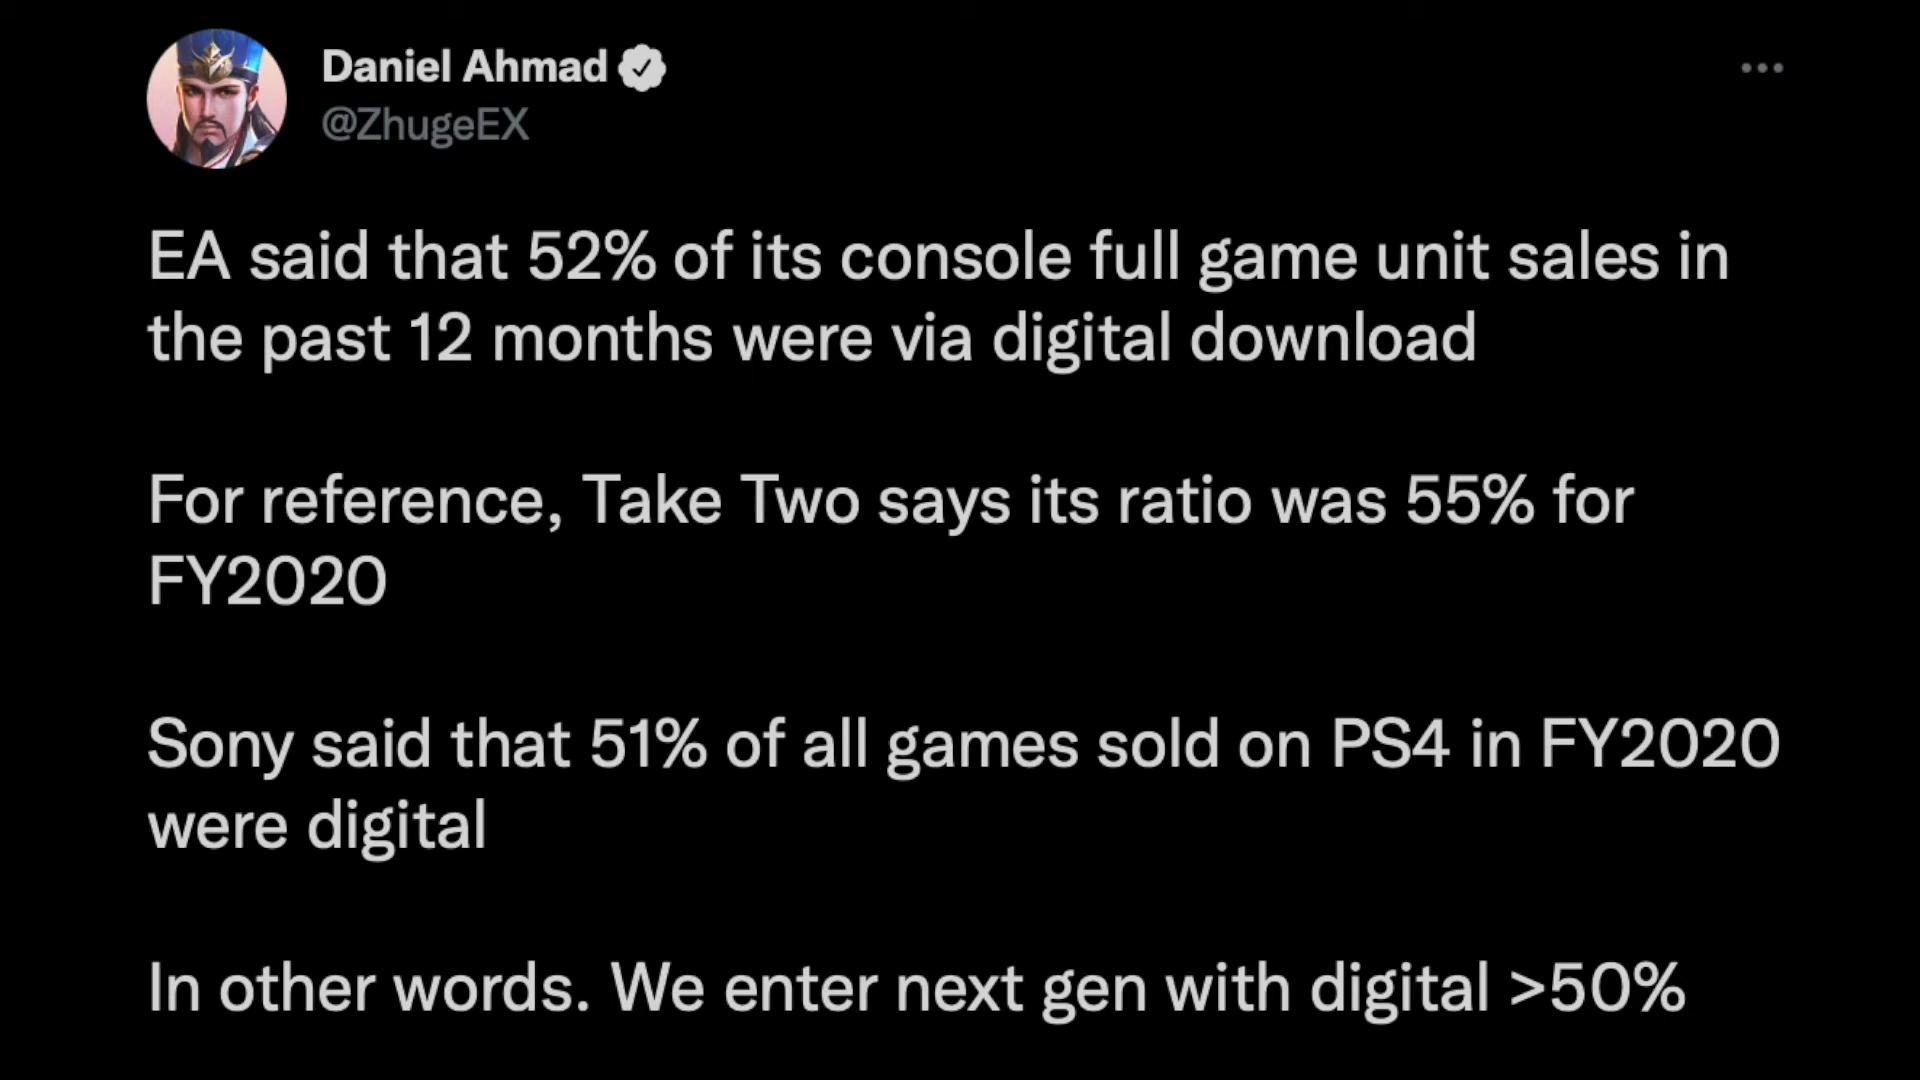 Daniel Ahmad
@ZhugeEX
EA said that 52% of its console full game unit sales in
the past 12 months were via digital download
For reference, Take Two says its ratio was 55% for
FY2020
Sony said that 51% of all games sold on PS4 in FY2020
were digital
In other words. We enter next gen with digital >50%